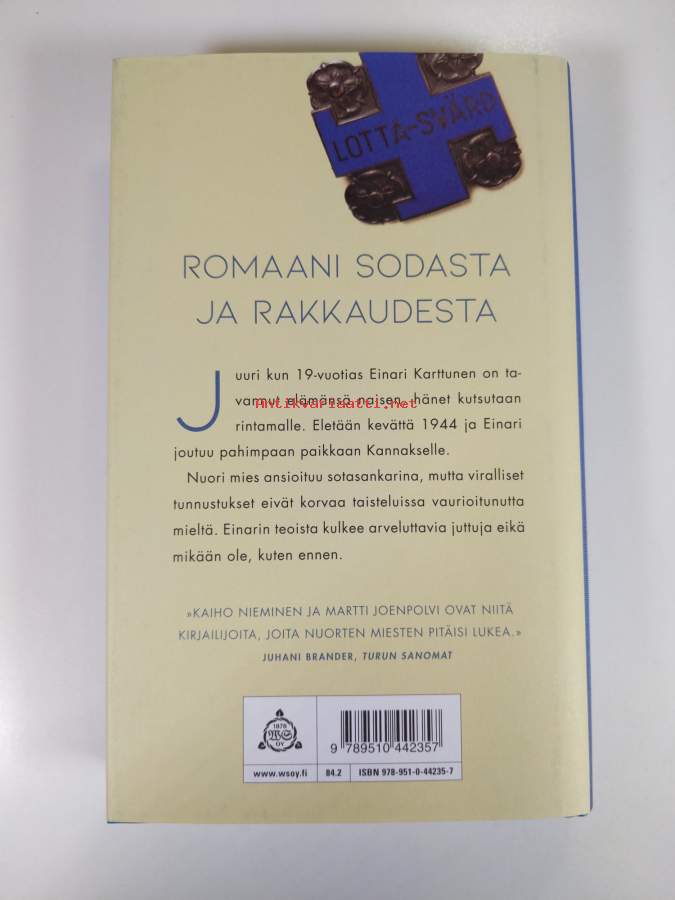 LOTTA-SVÄRD
ROMAANI SODASTA
JA RAKKAUDESTA
Juuri kun 19-vuotias Einari Karttunen on ta-
vannut elämänsä naisen, hänet kutsutaan
Antikvariaatti.net
rintamalle. Eletään kevättä 1944 ja Einari
joutuu pahimpaan paikkaan Kannakselle.
Nuori mies ansioituu sotasankarina, mutta viralliset
tunnustukset eivät korvaa taisteluissa vaurioitunutta
mieltä. Einarin teoista kulkee arveluttavia juttuja eikä
mikään ole, kuten ennen.
»KAIHO NIEMINEN JA MARTTI JOENPOLVI OVAT NIITÄ
KIRJAILIJOITA, JOITA NUORTEN MIESTEN PITÄISI LUKEA.»
JUHANI BRANDER, TURUN SANOMAT
1878
WS
OY
9 789510 442357
www.wsoy.fi 84.2 ISBN 978-951-0-44235-7